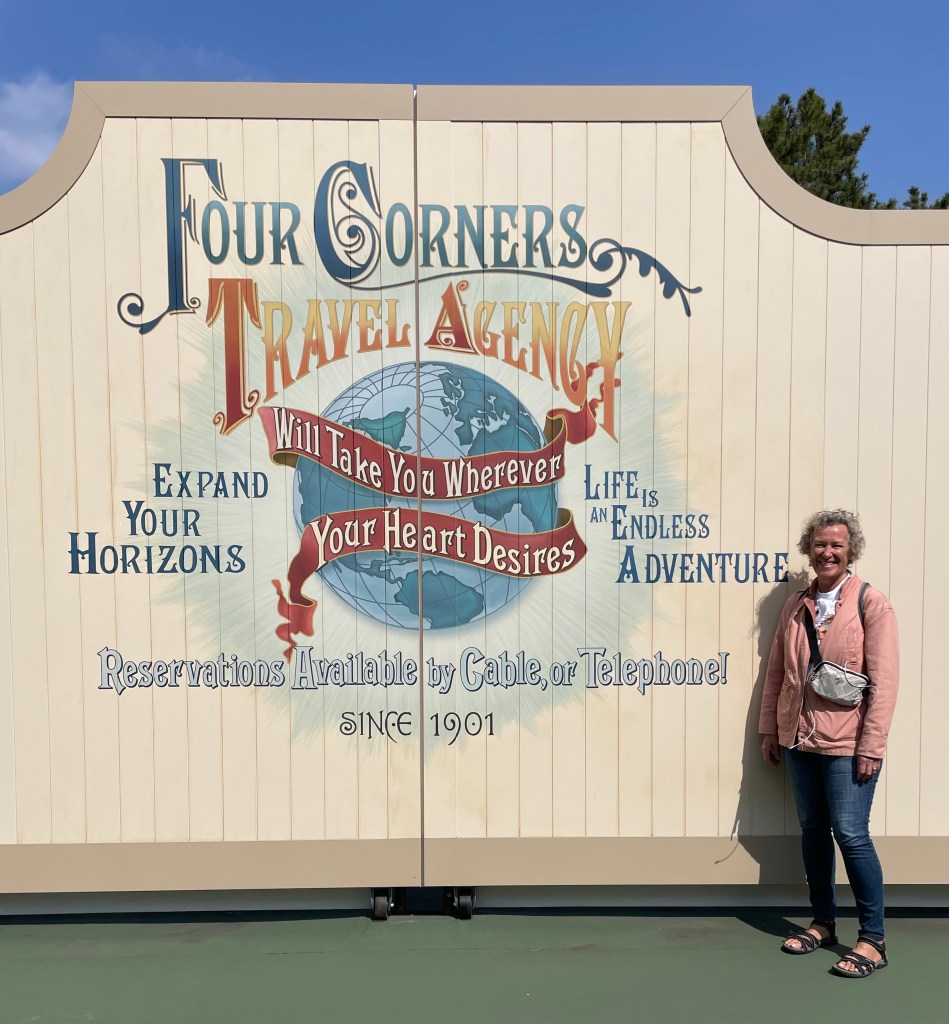 Four Corners
Travel Agency
Will Take You Wherever
Your Heart Desires
Expand
Your
Horizons
Life is
an Endless
Adventure
Reservations Available by Cable, or Telephone!
SINCE 1901